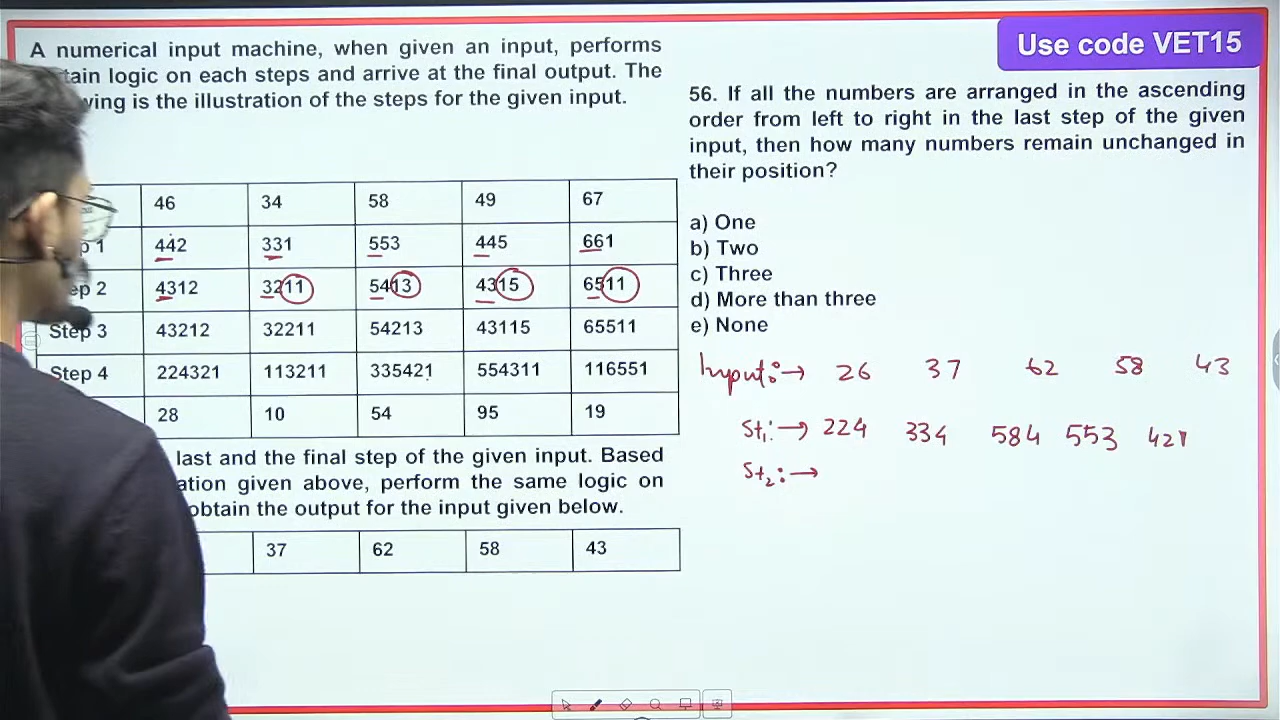 Use code VET15
A numerical input machine, when given an input, performs
tain logic on each steps and arrive at the final output. The
wing is the illustration of the steps for the given input.
46 34 58 49 67
p 1 442 331 553 445 661
ep 2 4312 3211 5413 4315 6511
Step 3 43212 32211 54213 43115 65511
Step 4 224321 113211 335421 554311 116551
28 10 54 95 19
last and the final step of the given input. Based
ation given above, perform the same logic on
obtain the output for the input given below.
37 62 58 43
56. If all the numbers are arranged in the ascending
order from left to right in the last step of the given
input, then how many numbers remain unchanged in
their position?
a) One
b) Two
c) Three
d) More than three
e) None
Input:→ 26 37 62 58 43
St1:→ 224 334 584 553 421
St2:→